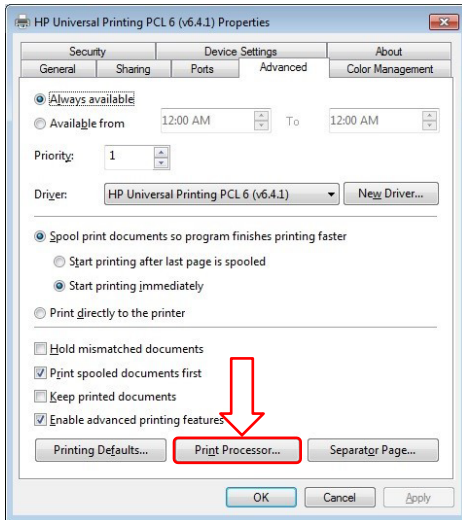 HP Universal Printing PCL 6 (v6.4.1) Properties
Security Device Settings About
General Sharing Ports Advanced Color Management
Always available
Available from 12:00 AM To 12:00 AM
Priority: 1
Driver: HP Universal Printing PCL 6 (v6.4.1) New Driver...
Spool print documents so program finishes printing faster
Start printing after last page is spooled
Start printing immediately
Print directly to the printer
Hold mismatched documents
Print spooled documents first
Keep printed documents
Enable advanced printing features
Printing Defaults... Print Processor... Separator Page...
OK Cancel Apply